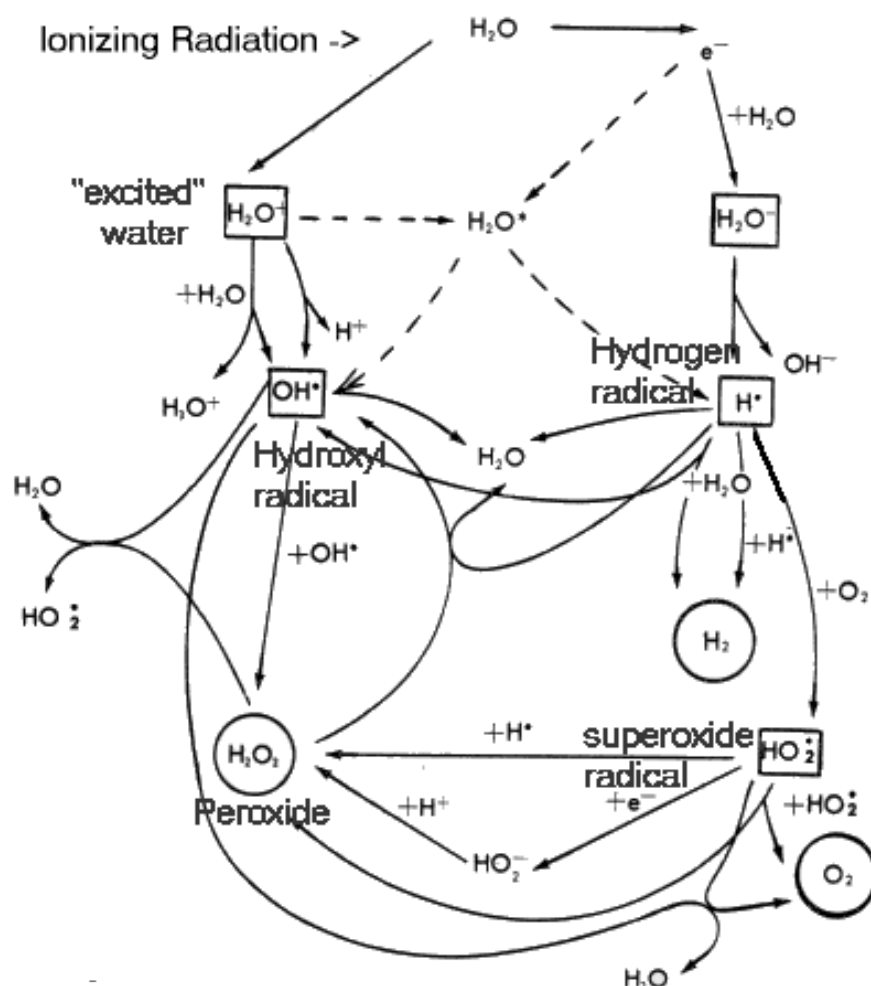 Ionizing Radiation ->
H₂O
e⁻
+H₂O
"excited"
water
H₂O⁺
H₂O*
H₂O⁻
+H₂O
H⁺
Hydrogen
radical
OH⁻
H₃O⁺
OH•
H•
Hydroxyl
radical
H₂O
H₂O
+H₂O
+OH•
+H•
+O₂
HO₂•
H₂
+H•
superoxide
radical
HO₂•
H₂O₂
Peroxide
+H⁺
+e⁻
+HO₂•
HO₂⁻
O₂
H₂O